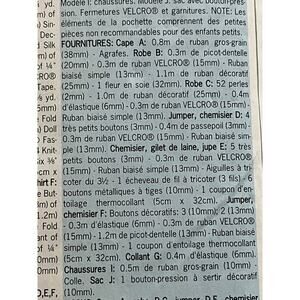 Modèle I: chaussures. Modèle J: sac avec bouton-pres-
sion. Fermetures VELCRO® et garnitures. NOTE: les
éléments de la pochette comprennent des petites
pièces non recommandables pour des enfants petits.
FOURNITURES: Cape A: 0.8m de ruban gros-grain
(38mm) · Agrafes. Robe B: 0.3m de picot-dentelle
(20mm) · 0.3m de ruban VELCRO® (15mm) · Ruban
biaisé simple (13mm) · 1.1m de ruban décoratif
(25mm) · 1 fleur en soie (32mm). Robe C: 52 perles
(2mm) · 1.0m de ruban décoratif (25mm) · 0.4m
d'élastique (6mm) · 0.3m de ruban VELCRO® (15mm) ·
Ruban biaisé simple (13mm). Jumper, chemisier D: 4
très petits boutons (3mm) · 0.4m de passepoil (3mm) ·
0.3m de ruban VELCRO® (15mm) · Ruban biaisé sim-
ple (13mm). Chemisier, gilet de laine, jupe E: 5 très
petits boutons (3mm) · 0.3m de ruban VELCRO®
(15mm) · Ruban biaisé simple (13mm) · Aiguilles à tri-
coter du 3½ · 1 écheveau de fil à tricoter (3 fils) · 6
boutons métalliques à tiges (10mm) · 1 coupon d'en-
toilage thermocollant (5cm x 32cm). Jumper,
chemisier F: Boutons décoratifs: 3 (10mm); 2 (13mm)
· 0.3m d'élastique (6mm) · 0.3m de ruban VELCRO®
(15mm) · 1.2m de picot-dentelle (13mm) · Ruban biaisé
simple (13mm) · 1 coupon d'entoilage thermocollant
(5cm x 32cm). Collant G: 0.4m d'élastique (6mm).
Chaussures I: 0.5m de ruban gros-grain (10mm) ·
Colle. Sac J: 1 bouton-pression à sertir décoratif
(10mm).